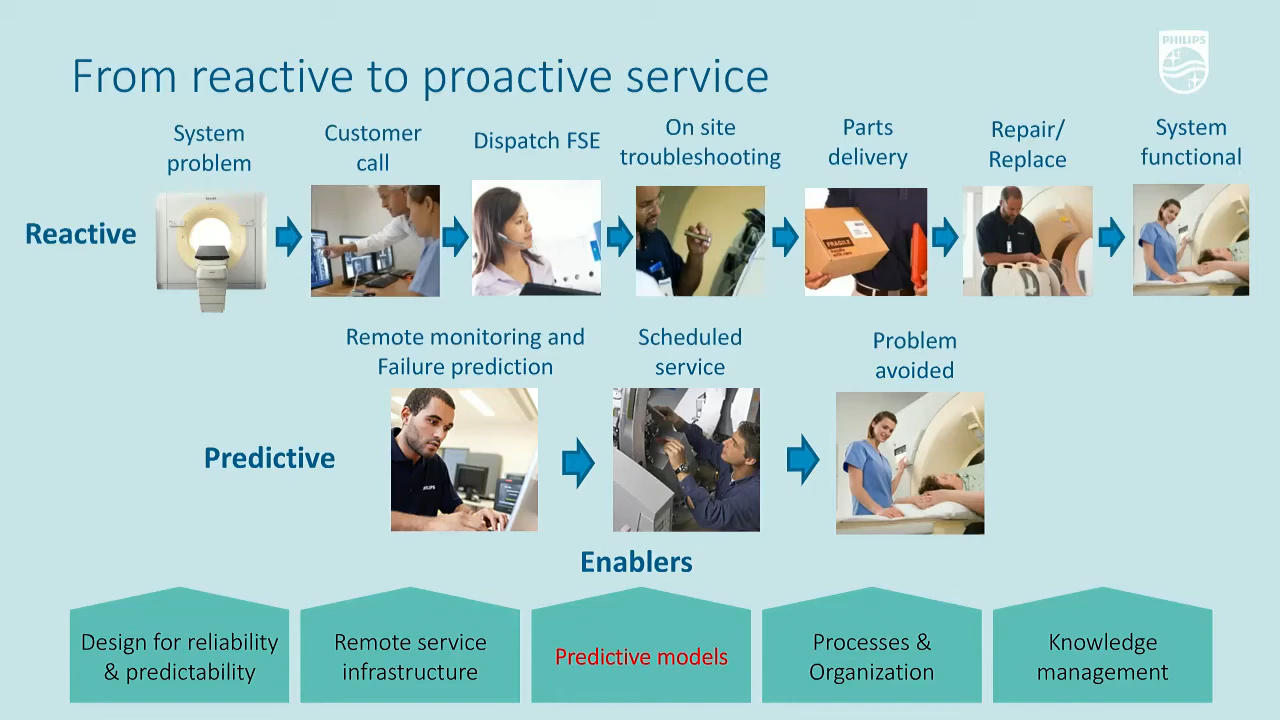 From reactive to proactive service
PHILIPS
System
problem
Customer
call
Dispatch FSE
On site
troubleshooting
Parts
delivery
Repair/
Replace
System
functional
Reactive
FRAGILE
Remote monitoring and
Failure prediction
Scheduled
service
Problem
avoided
Predictive
PHILIPS
Enablers
Design for reliability
& predictability
Remote service
infrastructure
Predictive models
Processes &
Organization
Knowledge
management